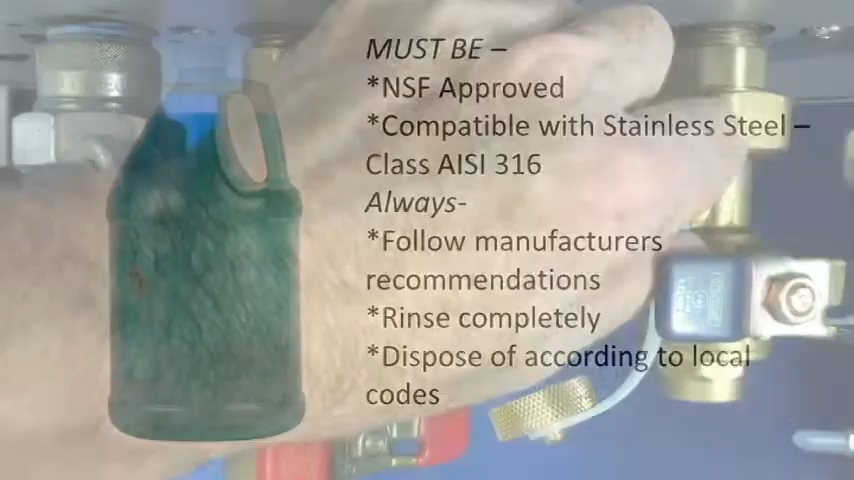 MUST BE –
*NSF Approved
*Compatible with Stainless Steel –
Class AISI 316
Always-
*Follow manufacturers
recommendations
*Rinse completely
*Dispose of according to local
codes